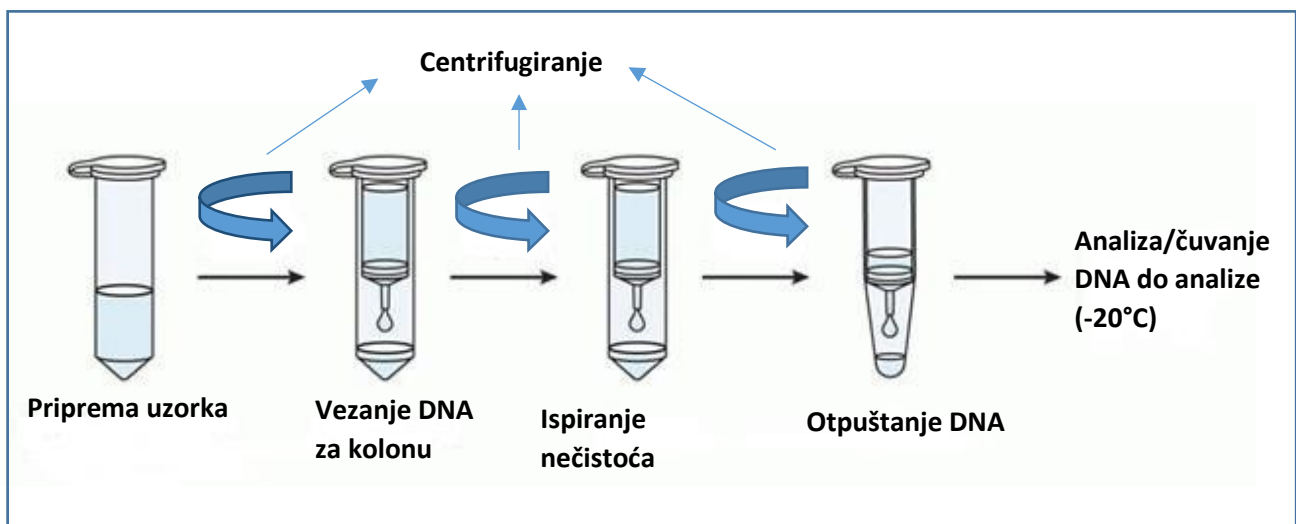 Centrifugiranje
Priprema uzorka
Vezanje DNA
za kolonu
Ispiranje
nečistoća
Otpuštanje DNA
Analiza/čuvanje
DNA do analize
(-20°C)